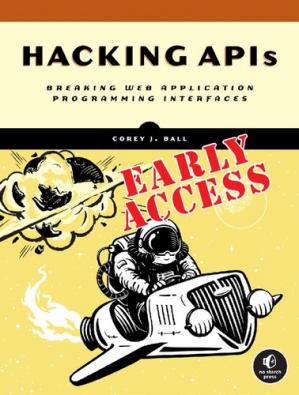 HACKING APIs
BREAKING WEB APPLICATION
PROGRAMMING INTERFACES
COREY J. BALL
EARLY
ACCESS
no starch
press